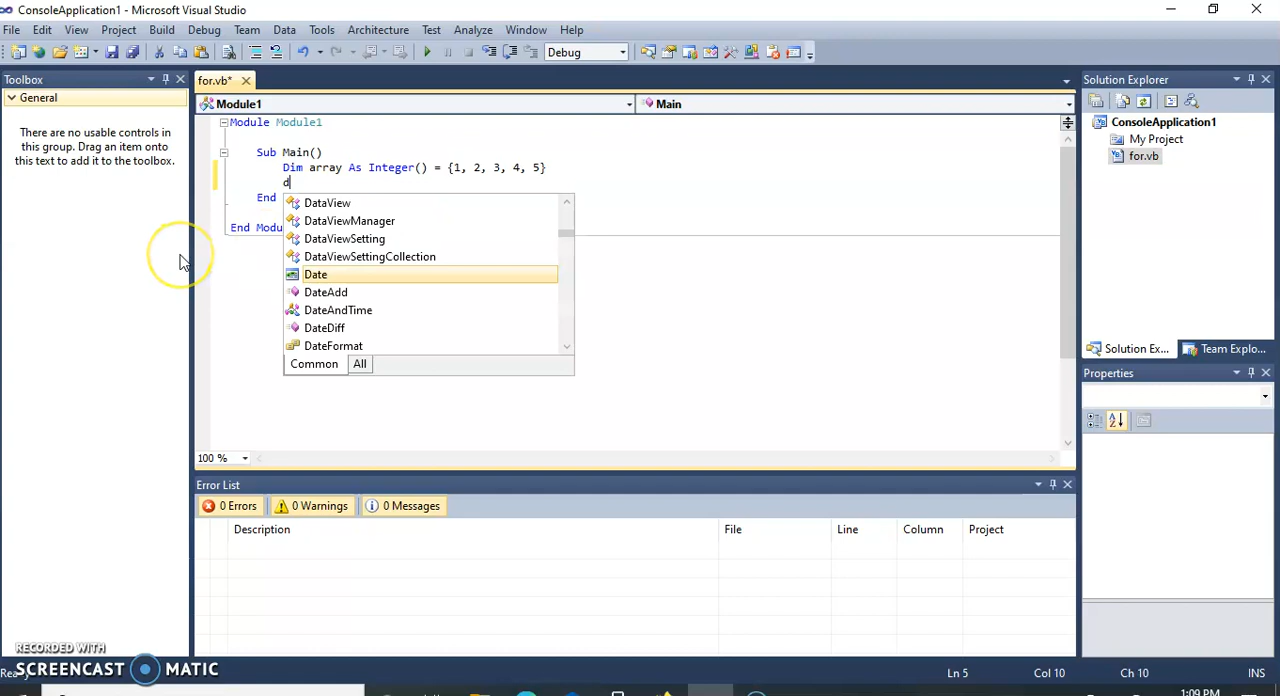 ConsoleApplication1 - Microsoft Visual Studio
File Edit View Project Build Debug Team Data Tools Architecture Test Analyze Window Help
Debug
Toolbox
General
There are no usable controls in
this group. Drag an item onto
this text to add it to the toolbox.
for.vb*
Module1 Main
Module Module1
Sub Main()
Dim array As Integer() = {1, 2, 3, 4, 5}
d
End
End Modu
DataView
DataViewManager
DataViewSetting
DataViewSettingCollection
Date
DateAdd
DateAndTime
DateDiff
DateFormat
Common All
100 %
Error List
0 Errors 0 Warnings 0 Messages
Description File Line Column Project
Solution Explorer
ConsoleApplication1
My Project
for.vb
Solution Ex... Team Explo...
Properties
RECORDED WITH
SCREENCAST MATIC
Rea Ln 5 Col 10 Ch 10 INS
1:09 PM